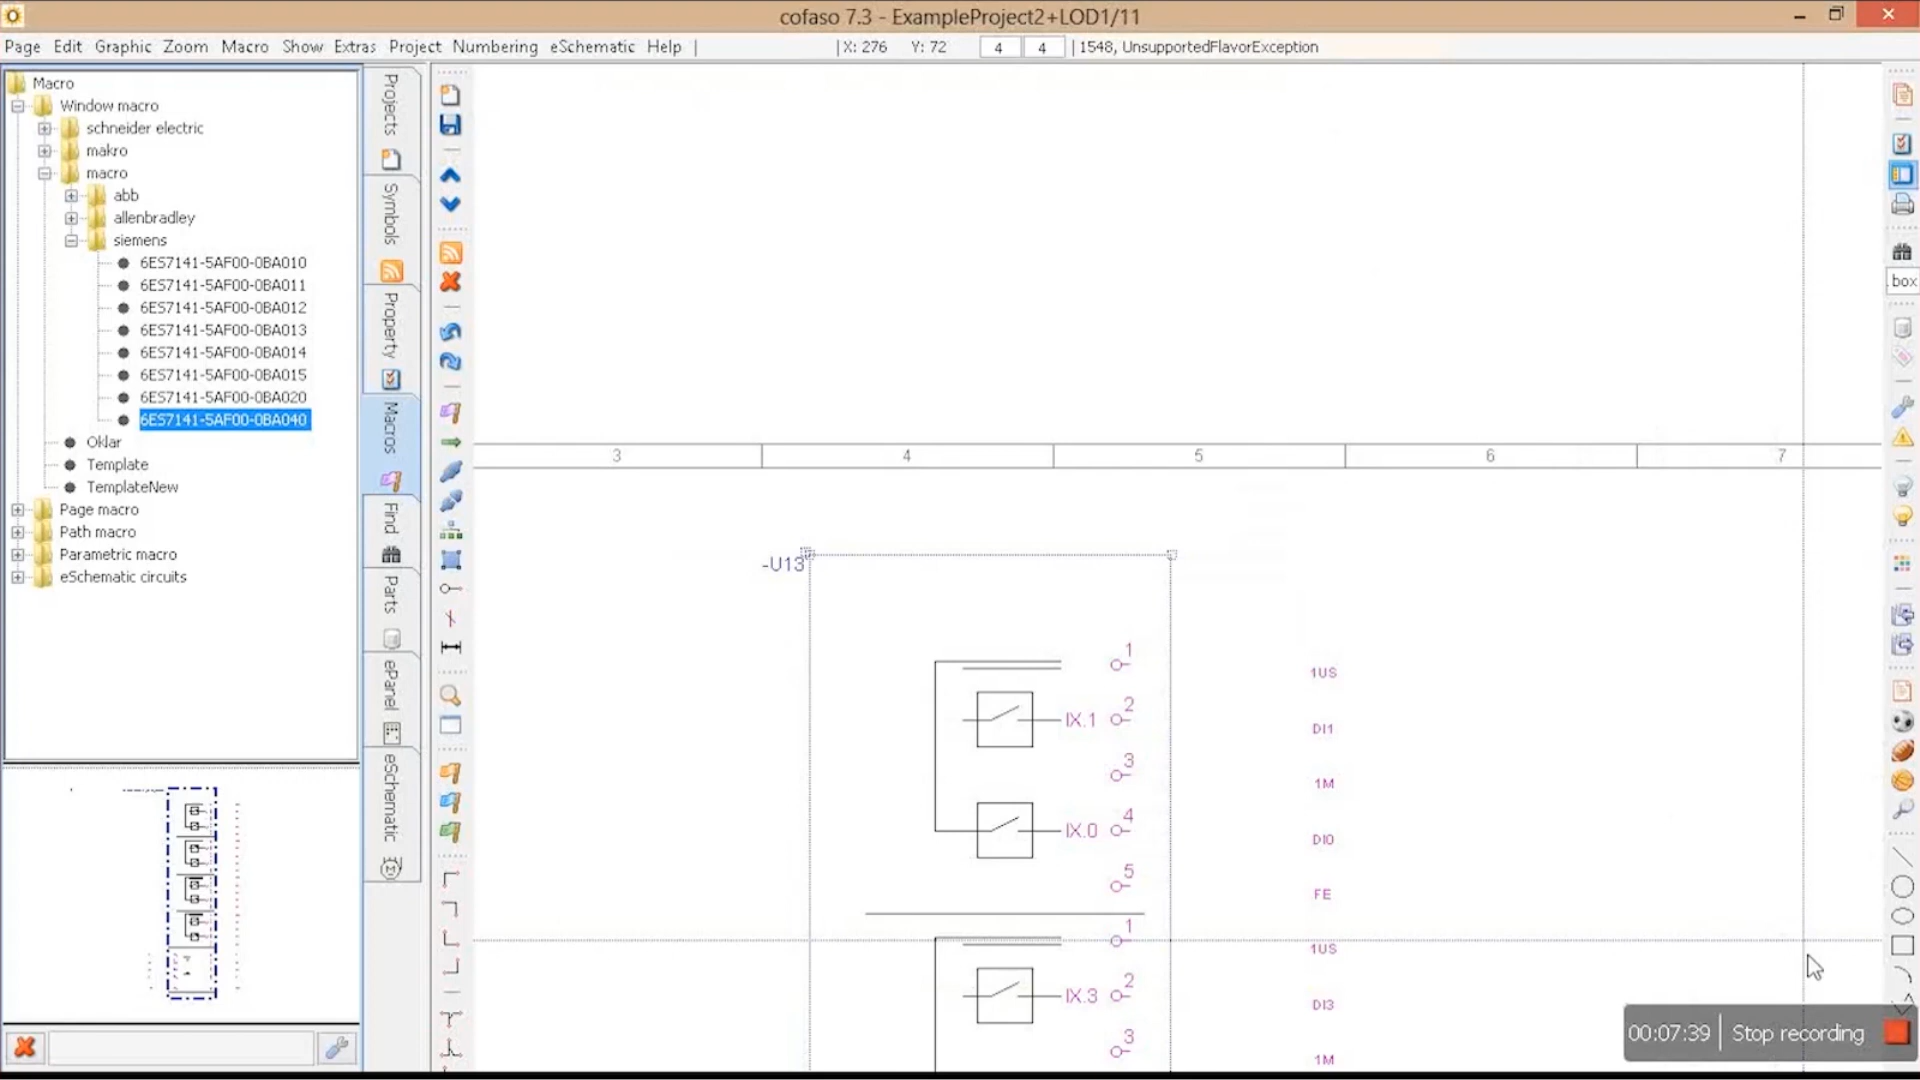 cofaso 7.3 - ExampleProject2+LOD1/11
Page Edit Graphic Zoom Macro Show Extras Project Numbering eSchematic Help | |X: 276 Y: 72 4 4 |1548, UnsupportedFlavorException
Macro
Window macro
schneider electric
makro
macro
abb
allenbradley
siemens
6ES7141-5AF00-0BA010
6ES7141-5AF00-0BA011
6ES7141-5AF00-0BA012
6ES7141-5AF00-0BA013
6ES7141-5AF00-0BA014
6ES7141-5AF00-0BA015
6ES7141-5AF00-0BA020
6ES7141-5AF00-0BA040
Oklar
Template
TemplateNew
Page macro
Path macro
Parametric macro
eSchematic circuits
Projects
Symbols
Property
Macros
Find
Parts
ePanel
eSchematic
box
3 4 5 6 7
-U13
1 1US
IX.1 2 DI1
3 1M
IX.0 4 DI0
5 FE
1 1US
IX.3 2 DI3
3 1M
00:07:39 | Stop recording